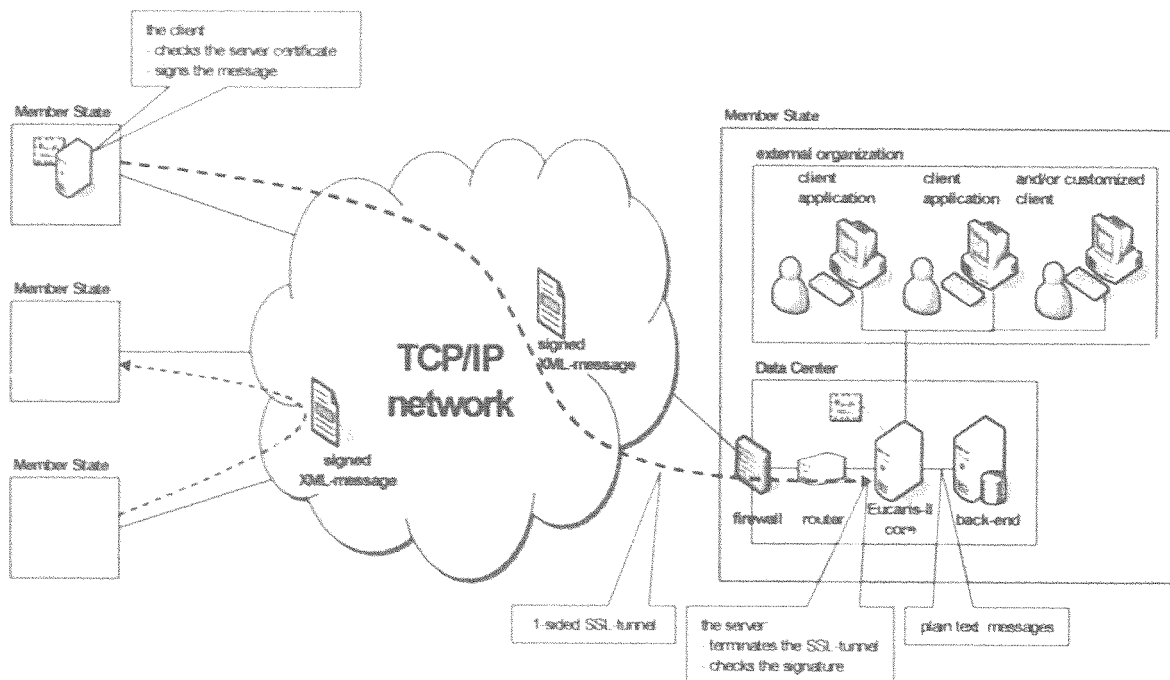 the client
- checks the server certificate
- signs the message
Member State
Member State
external organization
client
application
client
application
and/or customized
client
Member State
signed
XML-message
TCP/IP
network
Data Center
signed
XML-message
Member State
firewall
router
Eucaris-II
core
back-end
1-sided SSL-tunnel
the server:
- terminates the SSL-tunnel
- checks the signature
plain text messages